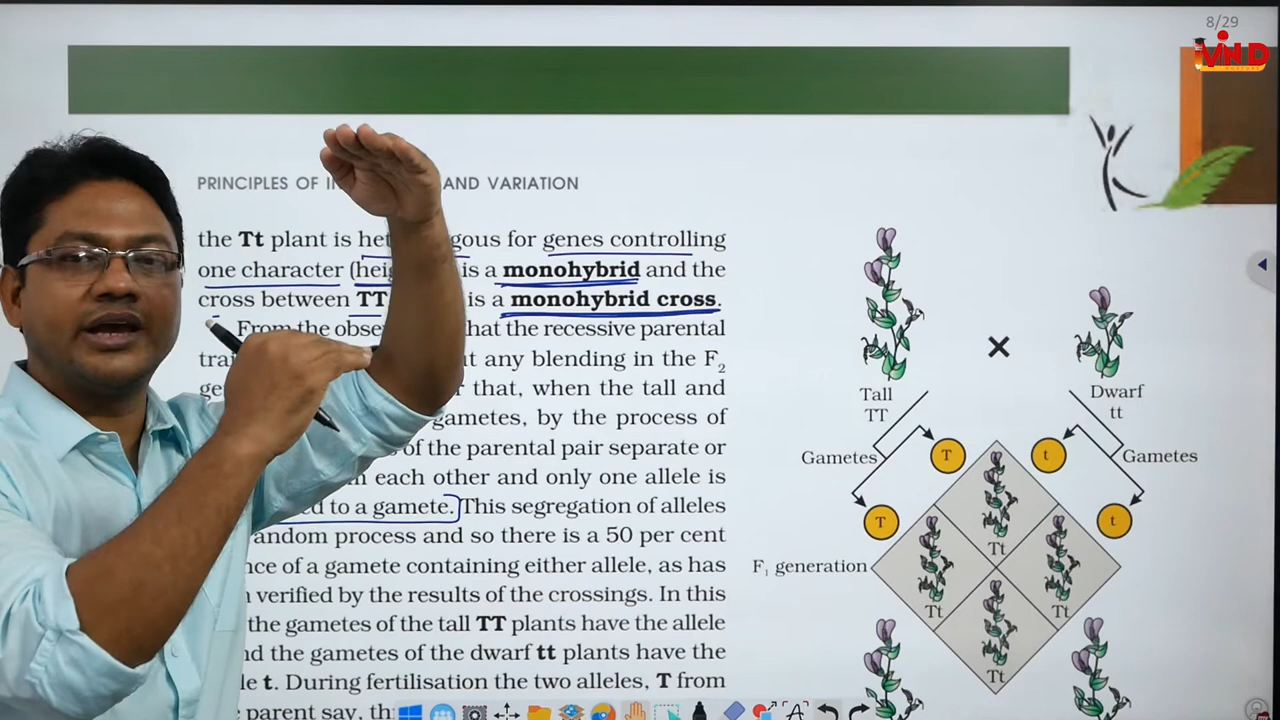 8/29
MIND
PRINCIPLES OF AND VARIATION
the Tt plant is gous for genes controlling
one character ( is a monohybrid and the
cross between TT is a monohybrid cross.
From the obse hat the recessive parental
t any blending in the F2
that, when the tall and
gametes, by the process of
of the parental pair separate or
each other and only one allele is
d to a gamete. This segregation of alleles
andom process and so there is a 50 per cent
nce of a gamete containing either allele, as has
verified by the results of the crossings. In this
the gametes of the tall TT plants have the allele
nd the gametes of the dwarf tt plants have the
le t. During fertilisation the two alleles, T from
parent say, th
×
Tall
TT
Dwarf
tt
Gametes
T
t
Gametes
T
t
Tt
F1 generation
Tt
Tt
Tt